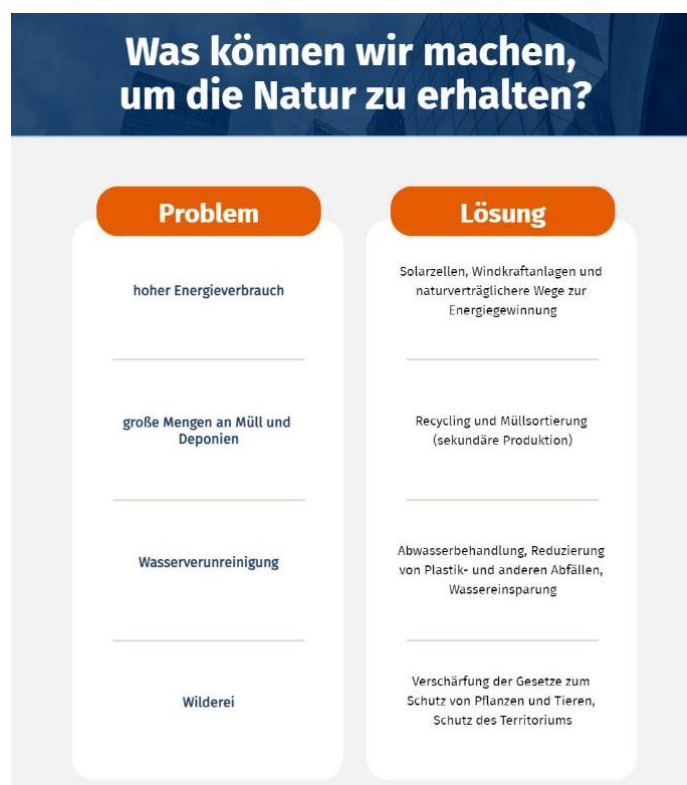 Was können wir machen,
um die Natur zu erhalten?
Problem
Lösung
hoher Energieverbrauch
Solarzellen, Windkraftanlagen und
naturverträglichere Wege zur
Energiegewinnung
große Mengen an Müll und
Deponien
Recycling und Müllsortierung
(sekundäre Produktion)
Wasserverunreinigung
Abwasserbehandlung, Reduzierung
von Plastik- und anderen Abfällen,
Wassereinsparung
Wilderei
Verschärfung der Gesetze zum
Schutz von Pflanzen und Tieren,
Schutz des Territoriums